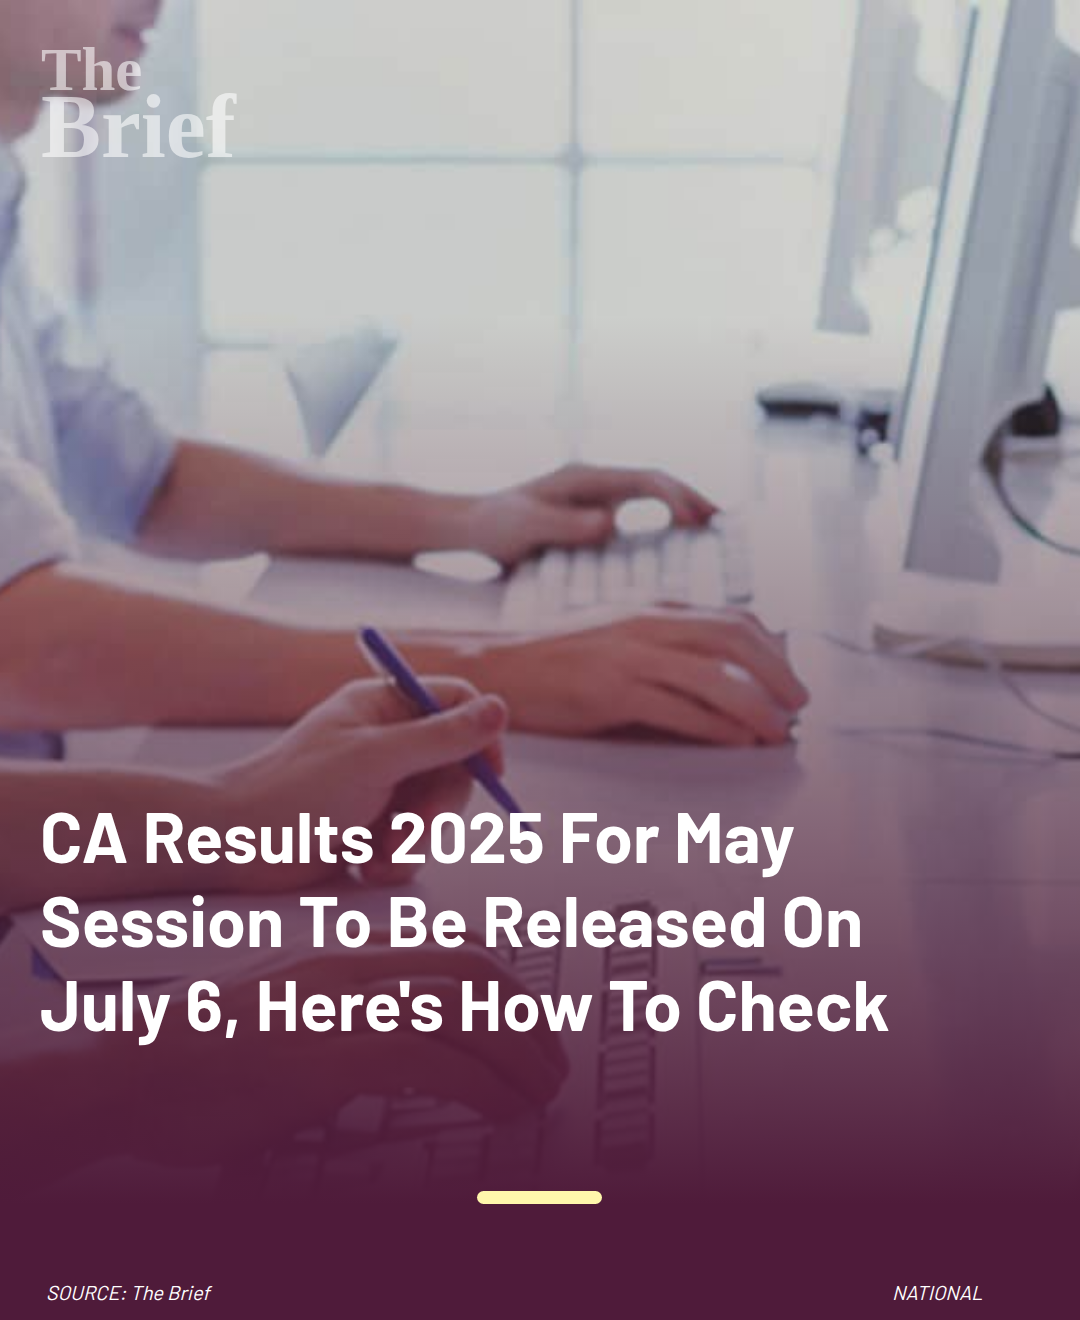 The
Brief
CA Results 2025 For May
Session To Be Released On
July 6, Here's How To Check
SOURCE: The Brief
NATIONAL